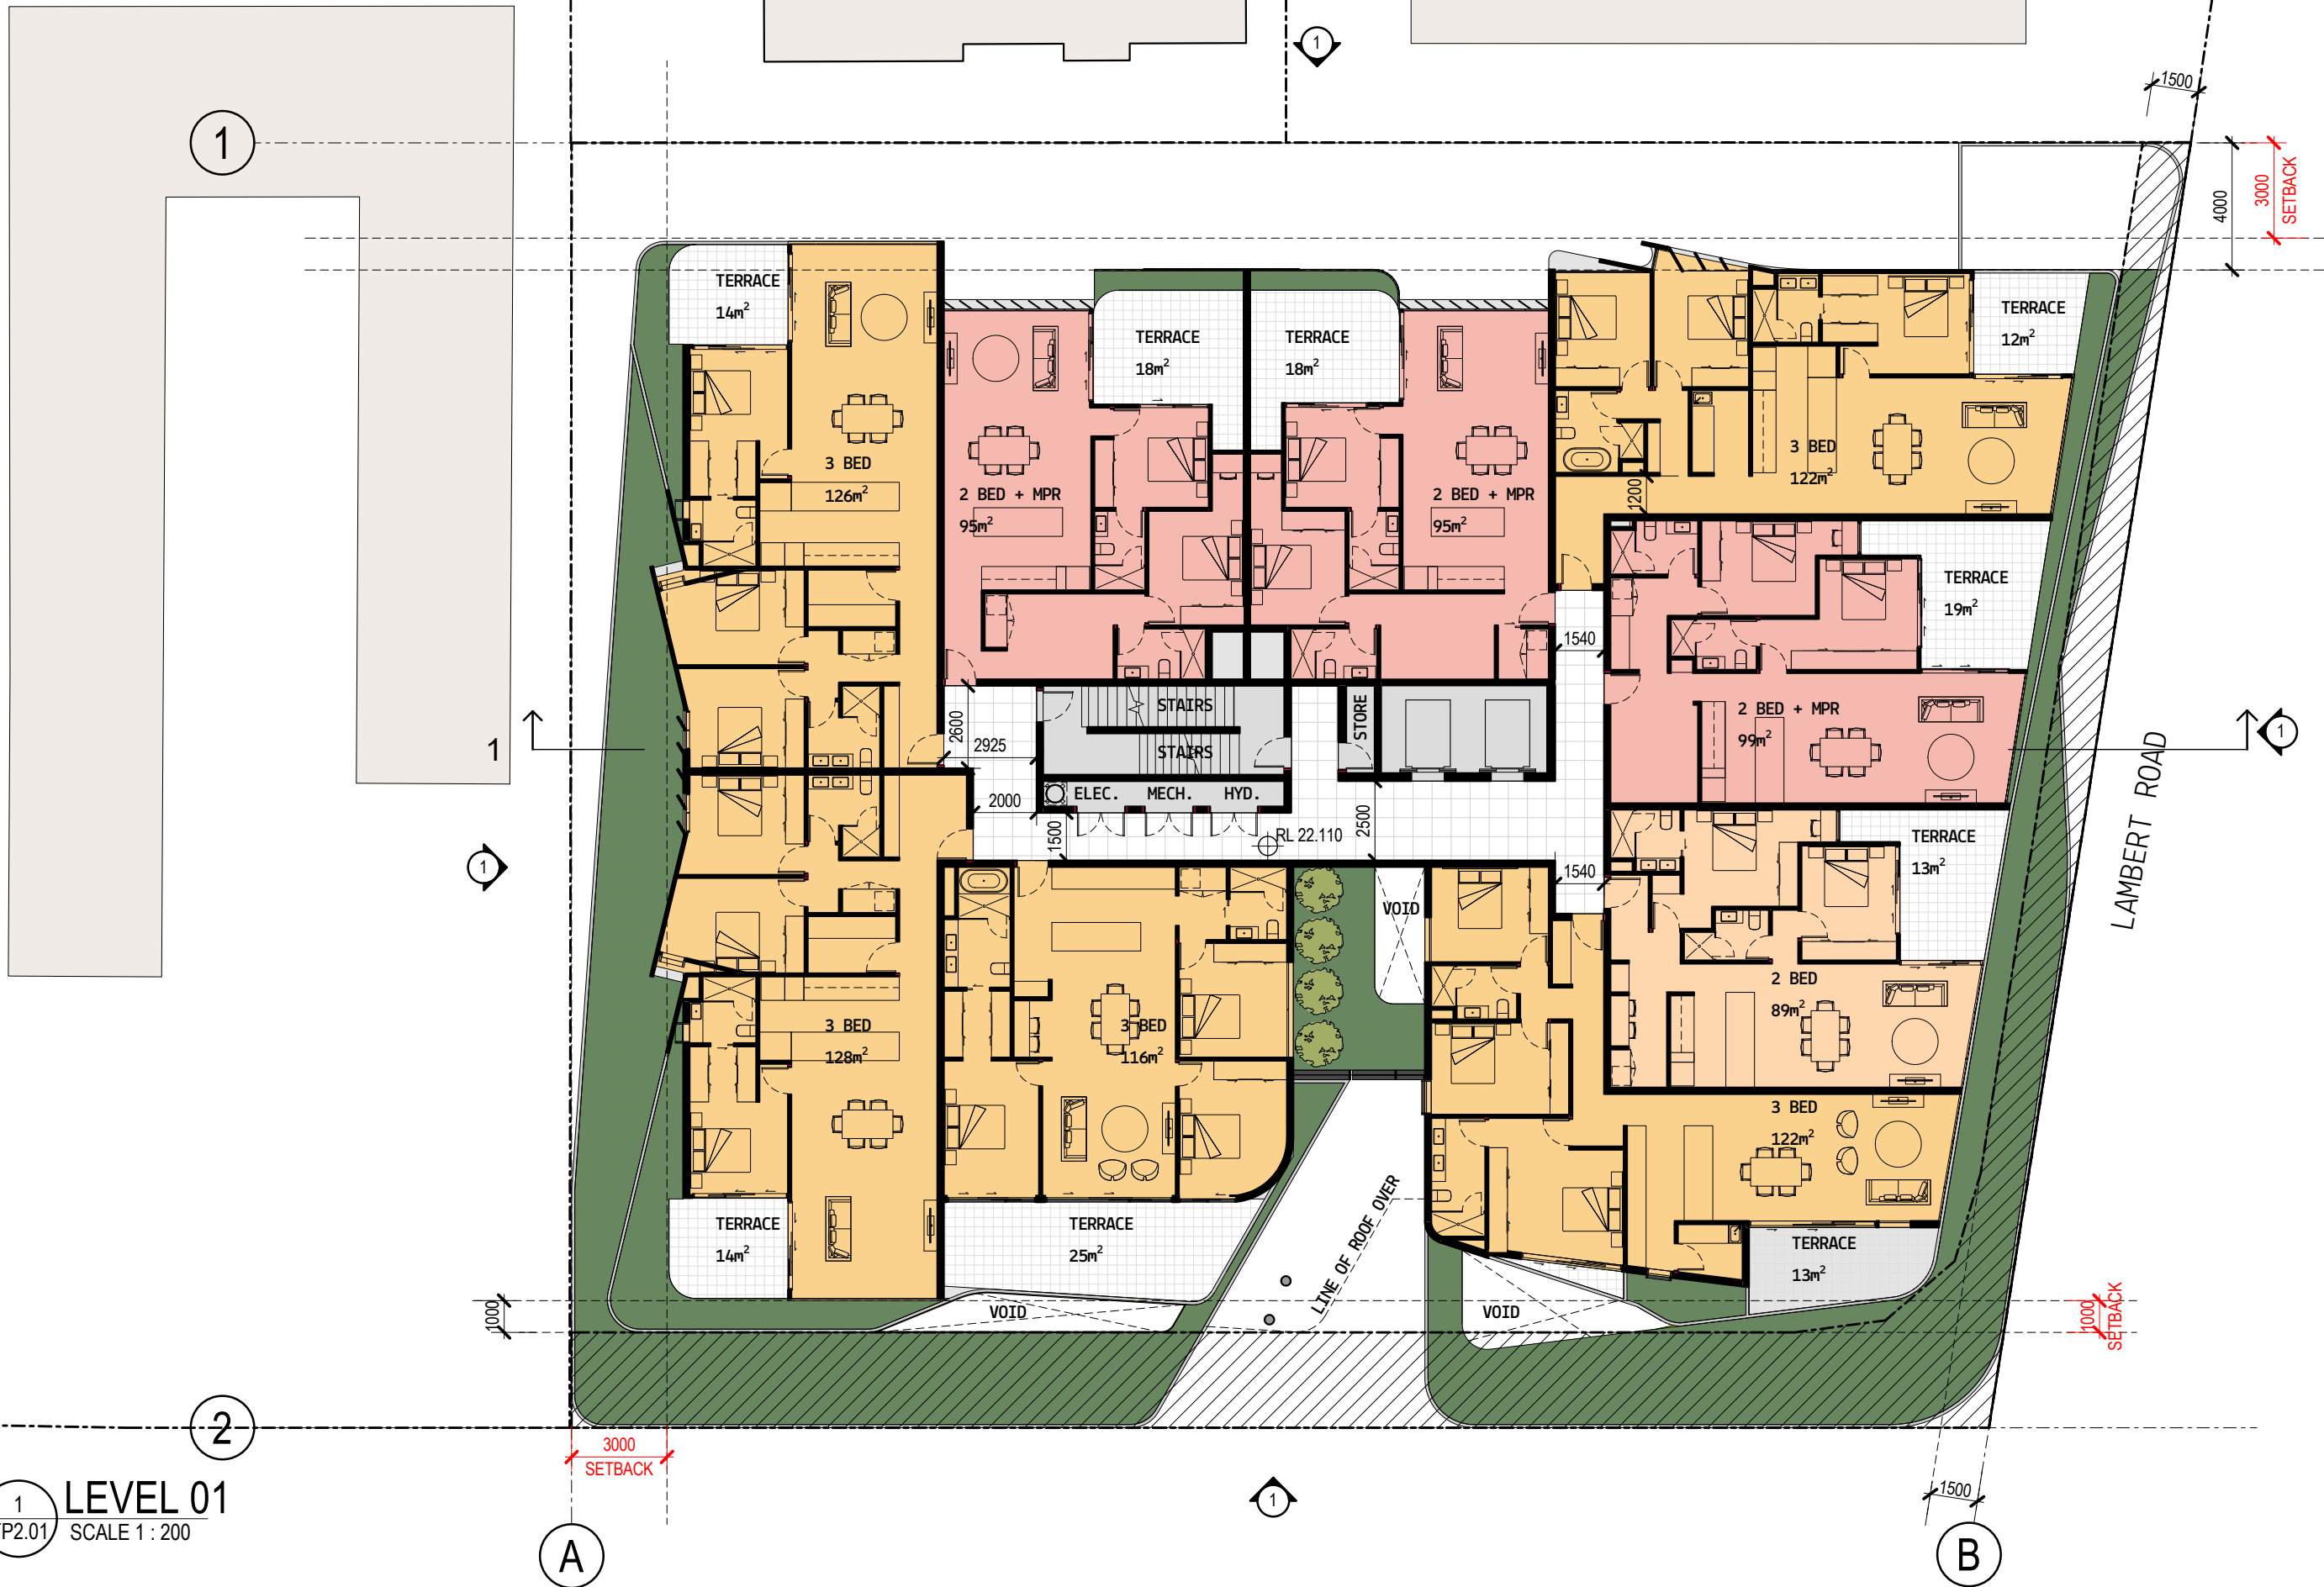 1
1500
1
3000
SETBACK
4000
TERRACE
14m²
TERRACE
18m²
TERRACE
18m²
TERRACE
12m²
3 BED
126m²
2 BED + MPR
95m²
2 BED + MPR
95m²
3 BED
122m²
1200
TERRACE
19m²
1540
2600
2925
STAIRS
STAIRS
STORE
2 BED + MPR
99m²
1
1
LAMBERT ROAD
2000
ELEC.
MECH.
HYD.
1500
RL 22.110
2500
1
1540
TERRACE
13m²
VOID
2 BED
89m²
3 BED
128m²
3 BED
116m²
3 BED
122m²
TERRACE
14m²
TERRACE
25m²
LINE OF ROOF OVER
TERRACE
13m²
1000
VOID
VOID
1000
SETBACK
2
3000
SETBACK
1
LEVEL 01
P2.01
SCALE 1 : 200
1
1500
A
B